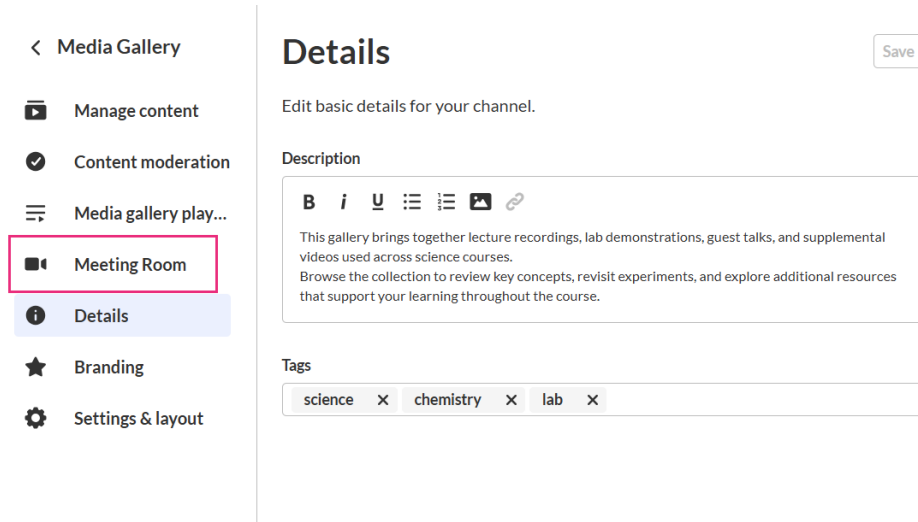 Media Gallery
Manage content
Content moderation
Media gallery play...
Meeting Room
Details
Branding
Settings & layout
Details
Save
Edit basic details for your channel.
Description
B i U
This gallery brings together lecture recordings, lab demonstrations, guest talks, and supplemental
videos used across science courses.
Browse the collection to review key concepts, revisit experiments, and explore additional resources
that support your learning throughout the course.
Tags
science chemistry lab